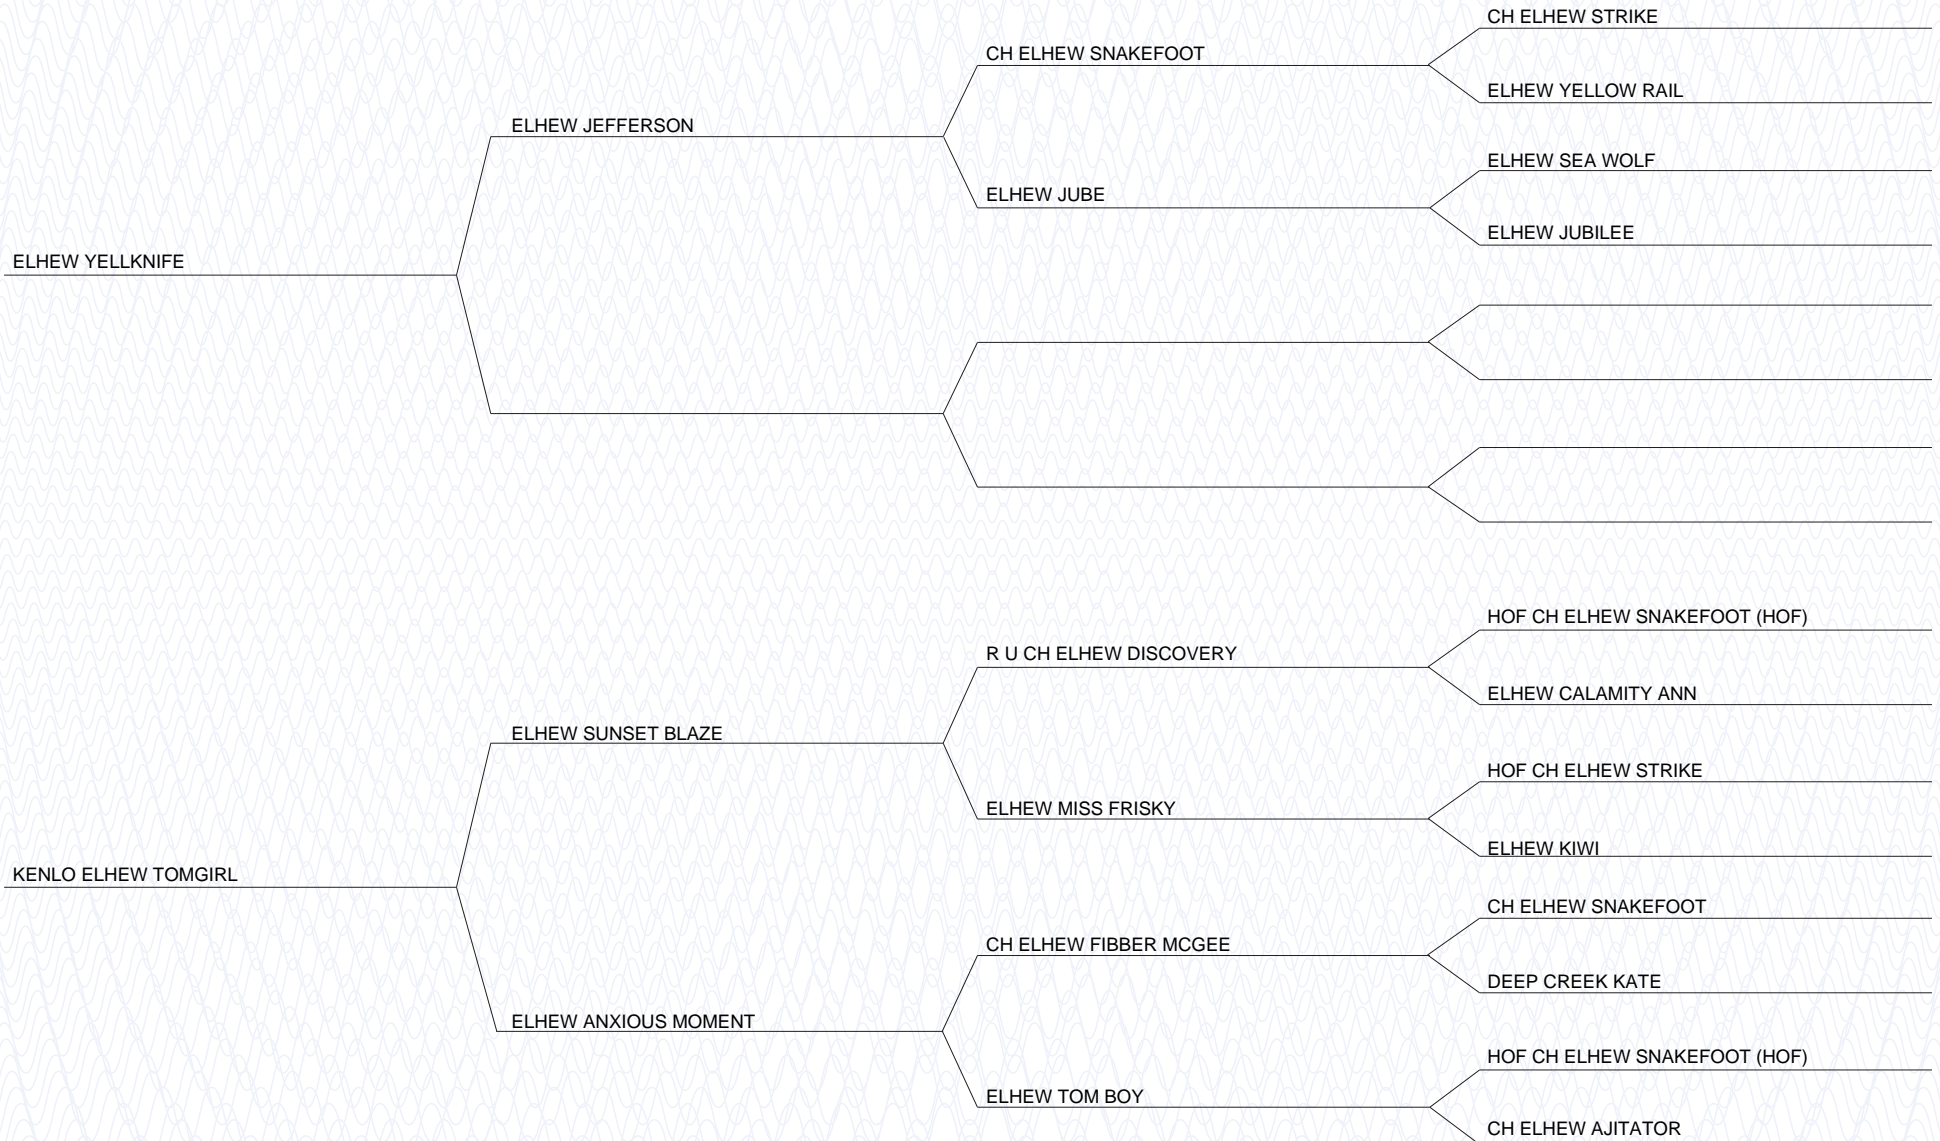 CH ELHEW STRIKE
CH ELHEW SNAKEFOOT
ELHEW YELLOW RAIL
ELHEW JEFFERSON
ELHEW SEA WOLF
ELHEW JUBE
ELHEW JUBILEE
ELHEW YELLKNIFE
HOF CH ELHEW SNAKEFOOT (HOF)
R U CH ELHEW DISCOVERY
ELHEW CALAMITY ANN
ELHEW SUNSET BLAZE
HOF CH ELHEW STRIKE
ELHEW MISS FRISKY
ELHEW KIWI
KENLO ELHEW TOMGIRL
CH ELHEW SNAKEFOOT
CH ELHEW FIBBER MCGEE
DEEP CREEK KATE
ELHEW ANXIOUS MOMENT
HOF CH ELHEW SNAKEFOOT (HOF)
ELHEW TOM BOY
CH ELHEW AJITATOR